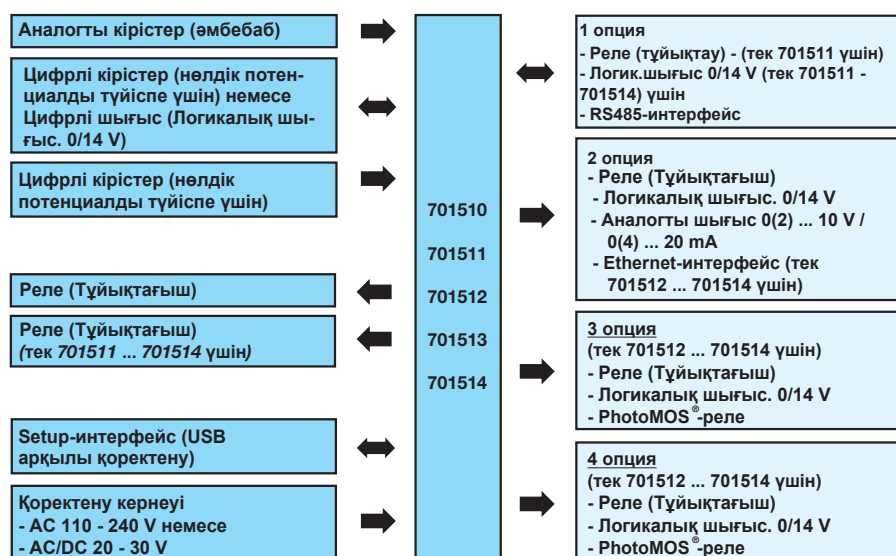 Аналогты кірістер (әмбебаб)
Цифрлі кірістер (нөлдік потен-
циалды түйіспе үшін) немесе
Цифрлі шығыс (Логикалық шы-
ғыс. 0/14 V)
Цифрлі кірістер (нөлдік
потенциалды түйіспе үшін)
Реле (Тұйықтағыш)
Реле (Тұйықтағыш)
(тек 701511 ... 701514 үшін)
Setup-интерфейс (USB
арқылы қоректену)
Қоректену кернеуі
- AC 110 - 240 V немесе
- AC/DC 20 - 30 V
701510
701511
701512
701513
701514
1 опция
- Реле (тұйықтау) - (тек 701511 үшін)
- Логик.шығыс 0/14 V (тек 701511 -
701514) үшін
- RS485-интерфейс
2 опция
- Реле (Тұйықтағыш)
- Логикалық шығыс. 0/14 V
- Аналогты шығыс 0(2) ... 10 V /
0(4) ... 20 mA
- Ethernet-интерфейс (тек
701512 ... 701514 үшін)
3 опция
(тек 701512 ... 701514 үшін)
- Реле (Тұйықтағыш)
- Логикалық шығыс. 0/14 V
- PhotoMOS®-реле
4 опция
(тек 701512 ... 701514 үшін)
- Реле (Тұйықтағыш)
- Логикалық шығыс. 0/14 V
- PhotoMOS®-реле